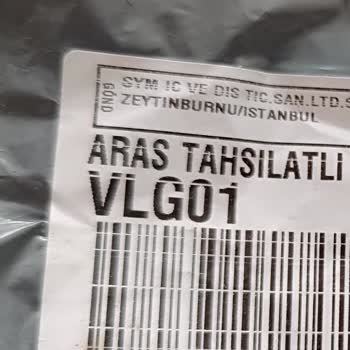 GÖND
SYM IC VE DIS TIC.SAN.LTD.S
ZEYTINBURNU/ISTANBUL
ARAS TAHSILATLI
VLG01